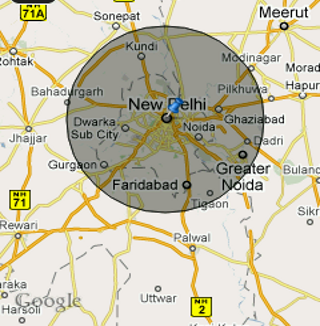 71A
Sonepat
Meerut
Kundi
Rohtak
Modinagar
Morad
Bahadurgarh
Pilkhuwa
Hapur
New Delhi
Dwarka
Sub City
Noida
Ghaziabad
Jhajjar
Dadri
Gurgaon
Greater
Noida
Buland
Faridabad
NH
71
Tigaon
Sikr
Rewari
Palwal
Uttwar
NH
2
Google
Harsoli